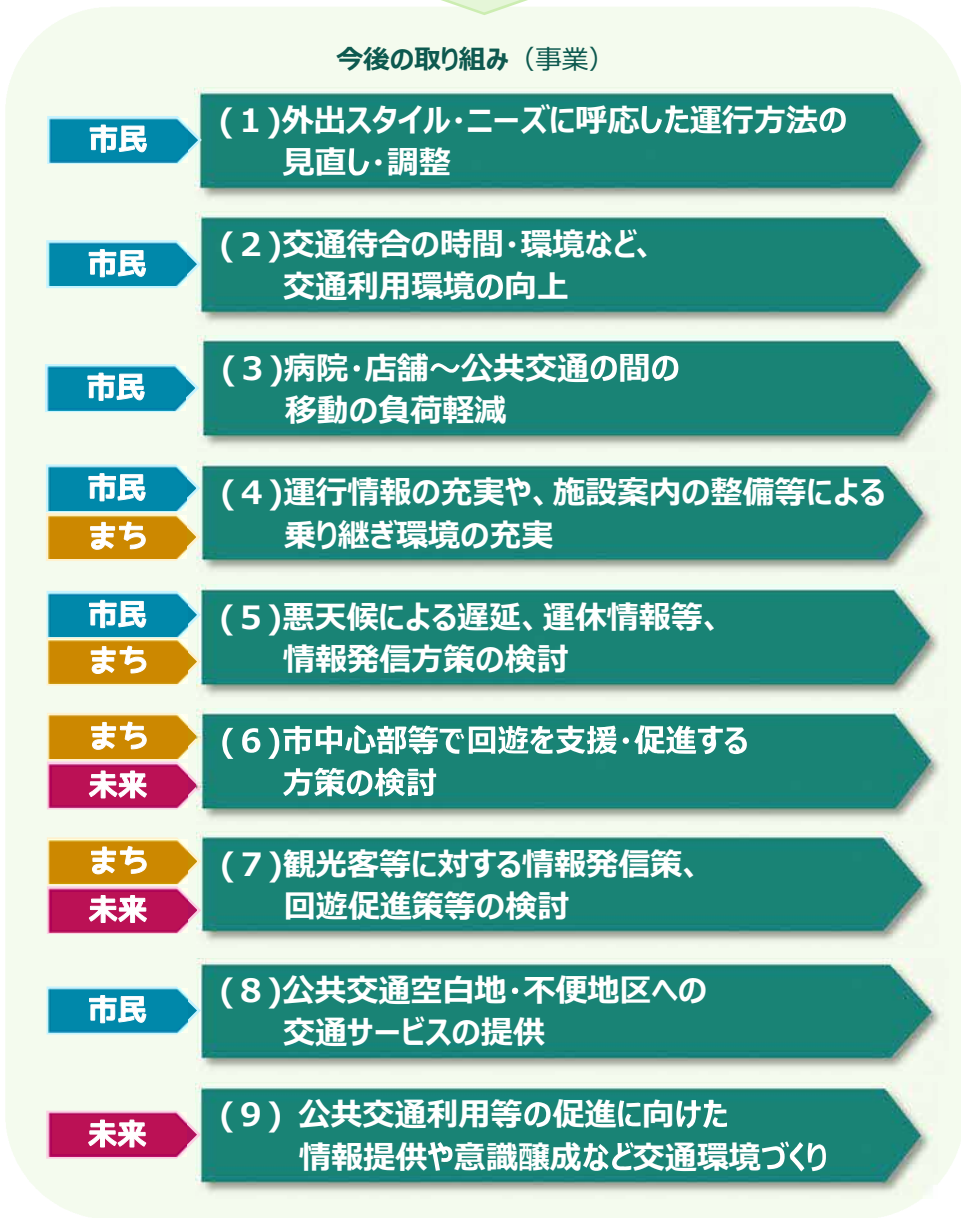 今後の取り組み（事業）
市民
(１)外出スタイル・ニーズに呼応した運行方法の
見直し・調整
市民
(２)交通待合の時間・環境など、
交通利用環境の向上
市民
(３)病院・店舗～公共交通の間の
移動の負荷軽減
市民
まち
(４)運行情報の充実や、施設案内の整備等による
乗り継ぎ環境の充実
市民
まち
(５)悪天候による遅延、運休情報等、
情報発信方策の検討
まち
未来
(６)市中心部等で回遊を支援・促進する
方策の検討
まち
未来
(７)観光客等に対する情報発信策、
回遊促進策等の検討
市民
(８)公共交通空白地・不便地区への
交通サービスの提供
未来
(９) 公共交通利用等の促進に向けた
情報提供や意識醸成など交通環境づくり